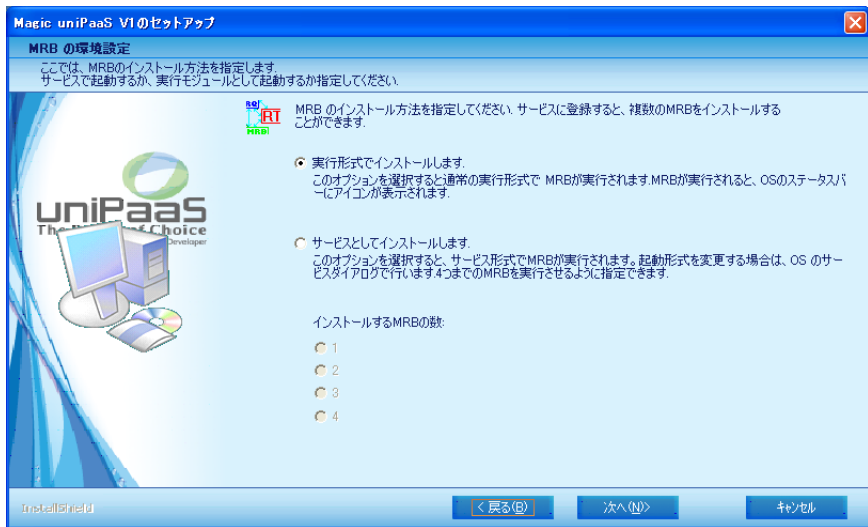 Magic uniPaaS V1のセットアップ
MRB の環境設定
ここでは、MRBのインストール方法を指定します.
サービスで起動するか、実行モジュールとして起動するか指定してください.
RQ/
RT
MRB/
MRB のインストール方法を指定してください. サービスに登録すると、複数のMRBをインストールする
ことができます.
実行形式でインストールします.
このオプションを選択すると通常の実行形式で MRBが実行されます.MRBが実行されると、OSのステータスバ
ーにアイコンが表示されます.
uniPaaS
The Choice
Developer
サービスとしてインストールします.
このオプションを選択すると、サービス形式でMRBが実行されます。起動形式を変更する場合は、OS のサー
ビスダイアログで行います.4つまでのMRBを実行させるように指定できます.
インストールするMRBの数:
1
2
3
4
InstallShield
< 戻る(B)
次へ(N)>
キャンセル